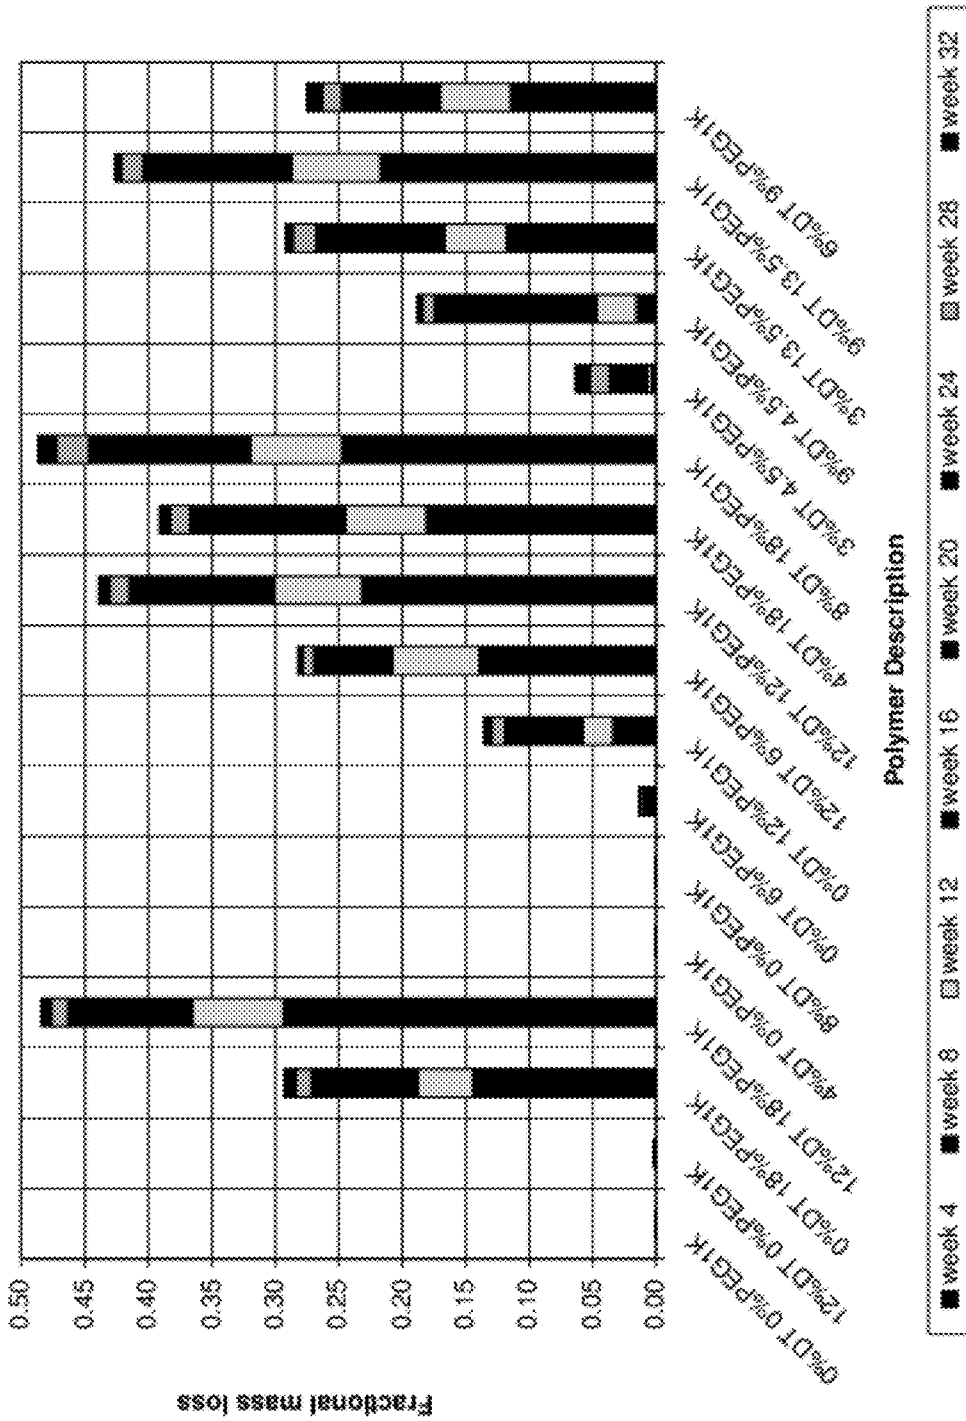 Fractional mass loss
0.50
0.45
0.40
0.35
0.30
0.25
0.20
0.15
0.10
0.05
0.00
0%DT 0%PEG1K
12%DT 0%PEG1K
0%DT 18%PEG1K
12%DT 18%PEG1K
4%DT 0%PEG1K
8%DT 0%PEG1K
0%DT 6%PEG1K
0%DT 12%PEG1K
12%DT 6%PEG1K
12%DT 12%PEG1K
4%DT 18%PEG1K
8%DT 18%PEG1K
3%DT 4.5%PEG1K
9%DT 4.5%PEG1K
3%DT 13.5%PEG1K
9%DT 13.5%PEG1K
6%DT 9%PEG1K
Polymer Description
week 4 week 8 week 12 week 16 week 20 week 24 week 28 week 32